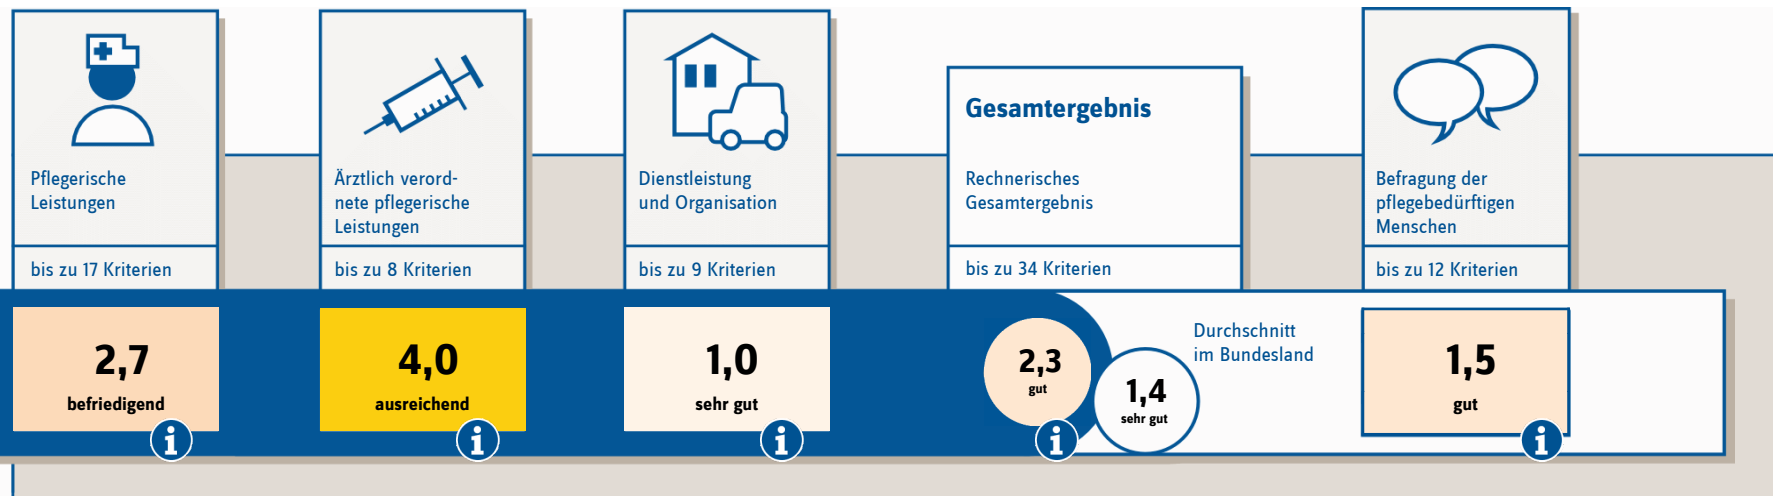 Pflegerische
Leistungen
bis zu 17 Kriterien
2,7
befriedigend
i
Ärztlich verord-
nete pflegerische
Leistungen
bis zu 8 Kriterien
4,0
ausreichend
i
Dienstleistung
und Organisation
bis zu 9 Kriterien
1,0
sehr gut
i
Gesamtergebnis
Rechnerisches
Gesamtergebnis
bis zu 34 Kriterien
2,3
gut
i
Durchschnitt
im Bundesland
1,4
sehr gut
Befragung der
pflegebedürftigen
Menschen
bis zu 12 Kriterien
1,5
gut
i